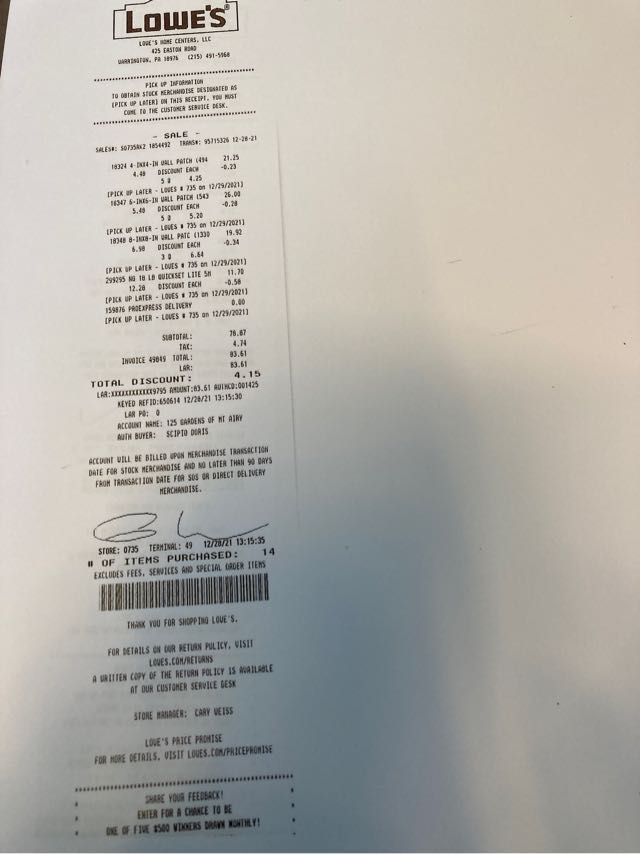 LOWE'S®
LOWE'S HOME CENTERS, LLC
425 EASTON ROAD
WARRINGTON, PA 18976 (215) 491-5968
PICK UP INFORMATION
TO OBTAIN STOCK MERCHANDISE DESIGNATED AS
[PICK UP LATER] ON THIS RECEIPT, YOU MUST
COME TO THE CUSTOMER SERVICE DESK.
- SALE -
SALES#: SO735AK2 1854492 TRANS#: 95715326 12-28-21
18324 4-INX4-IN WALL PATCH (494 21.25
4.48 DISCOUNT EACH -0.23
5 @ 4.25
[PICK UP LATER - LOWES # 735 on 12/29/2021]
18347 6-INX6-IN WALL PATCH (543 26.00
5.48 DISCOUNT EACH -0.28
5 @ 5.20
[PICK UP LATER - LOWES # 735 on 12/29/2021]
18348 8-INX8-IN WALL PATC (1330 19.92
6.98 DISCOUNT EACH -0.34
3 @ 6.64
[PICK UP LATER - LOWES # 735 on 12/29/2021]
299295 NG 18 LB QUICKSET LITE 5M 11.70
12.28 DISCOUNT EACH -0.58
[PICK UP LATER - LOWES # 735 on 12/29/2021]
159876 PROEXPRESS DELIVERY 0.00
[PICK UP LATER - LOWES # 735 on 12/29/2021]
SUBTOTAL: 78.87
TAX: 4.74
INVOICE 49849 TOTAL: 83.61
LAR: 83.61
TOTAL DISCOUNT: 4.15
LAR:XXXXXXXXXXXX9795 AMOUNT:83.61 AUTHCD:001425
KEYED REFID:650614 12/28/21 13:15:30
LAR PO: 0
ACCOUNT NAME: 125 GARDENS OF MT AIRY
AUTH BUYER: SCIPIO DORIS
ACCOUNT WILL BE BILLED UPON MERCHANDISE TRANSACTION
DATE FOR STOCK MERCHANDISE AND NO LATER THAN 90 DAYS
FROM TRANSACTION DATE FOR SOS OR DIRECT DELIVERY
MERCHANDISE.
STORE: 0735 TERMINAL: 49 12/28/21 13:15:35
# OF ITEMS PURCHASED: 14
EXCLUDES FEES, SERVICES AND SPECIAL ORDER ITEMS
THANK YOU FOR SHOPPING LOWE'S.
FOR DETAILS ON OUR RETURN POLICY, VISIT
LOWES.COM/RETURNS
A WRITTEN COPY OF THE RETURN POLICY IS AVAILABLE
AT OUR CUSTOMER SERVICE DESK
STORE MANAGER: CARY WEISS
LOWE'S PRICE PROMISE
FOR MORE DETAILS, VISIT LOWES.COM/PRICEPROMISE
SHARE YOUR FEEDBACK!
ENTER FOR A CHANCE TO BE
ONE OF FIVE $500 WINNERS DRAWN MONTHLY!